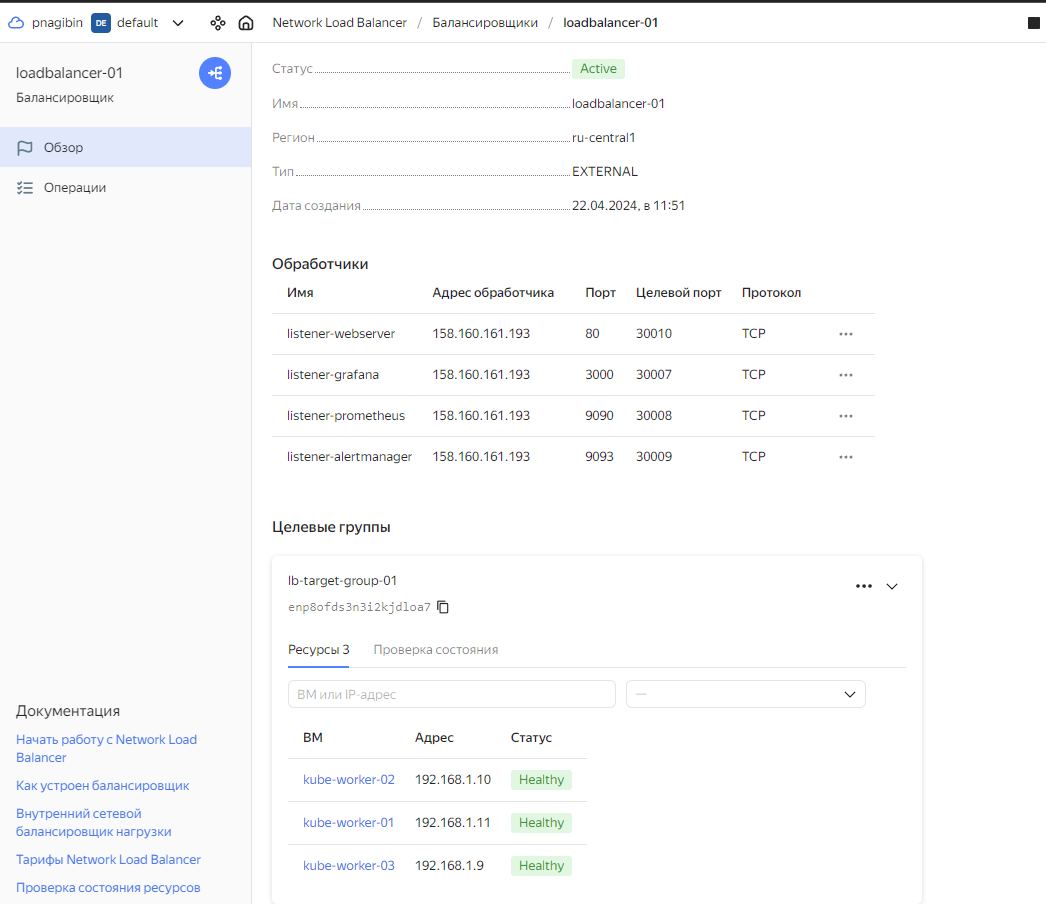 pnagibin DE default Network Load Balancer / Балансировщики / loadbalancer-01
loadbalancer-01
Балансировщик
Обзор
Операции
Документация
Начать работу с Network Load
Balancer
Как устроен балансировщик
Внутренний сетевой
балансировщик нагрузки
Тарифы Network Load Balancer
Проверка состояния ресурсов
Статус Active
Имя loadbalancer-01
Регион ru-central1
Тип EXTERNAL
Дата создания 22.04.2024, в 11:51
Обработчики
Имя Адрес обработчика Порт Целевой порт Протокол
listener-webserver 158.160.161.193 80 30010 TCP
listener-grafana 158.160.161.193 3000 30007 TCP
listener-prometheus 158.160.161.193 9090 30008 TCP
listener-alertmanager 158.160.161.193 9093 30009 TCP
Целевые группы
lb-target-group-01
enp8ofds3n3i2kjdloa7
Ресурсы 3 Проверка состояния
ВМ или IP-адрес —
ВМ Адрес Статус
kube-worker-02 192.168.1.10 Healthy
kube-worker-01 192.168.1.11 Healthy
kube-worker-03 192.168.1.9 Healthy